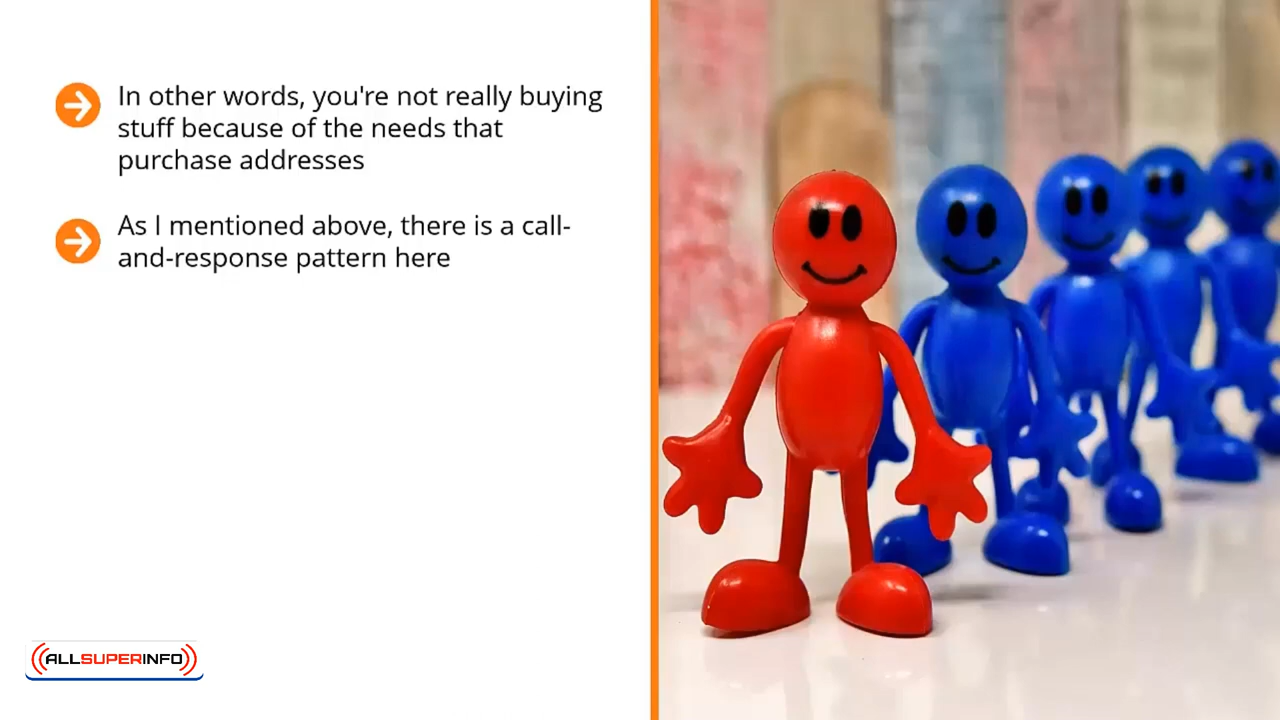 In other words, you're not really buying
stuff because of the needs that
purchase addresses
As I mentioned above, there is a call-
and-response pattern here
ALLSUPERINFO